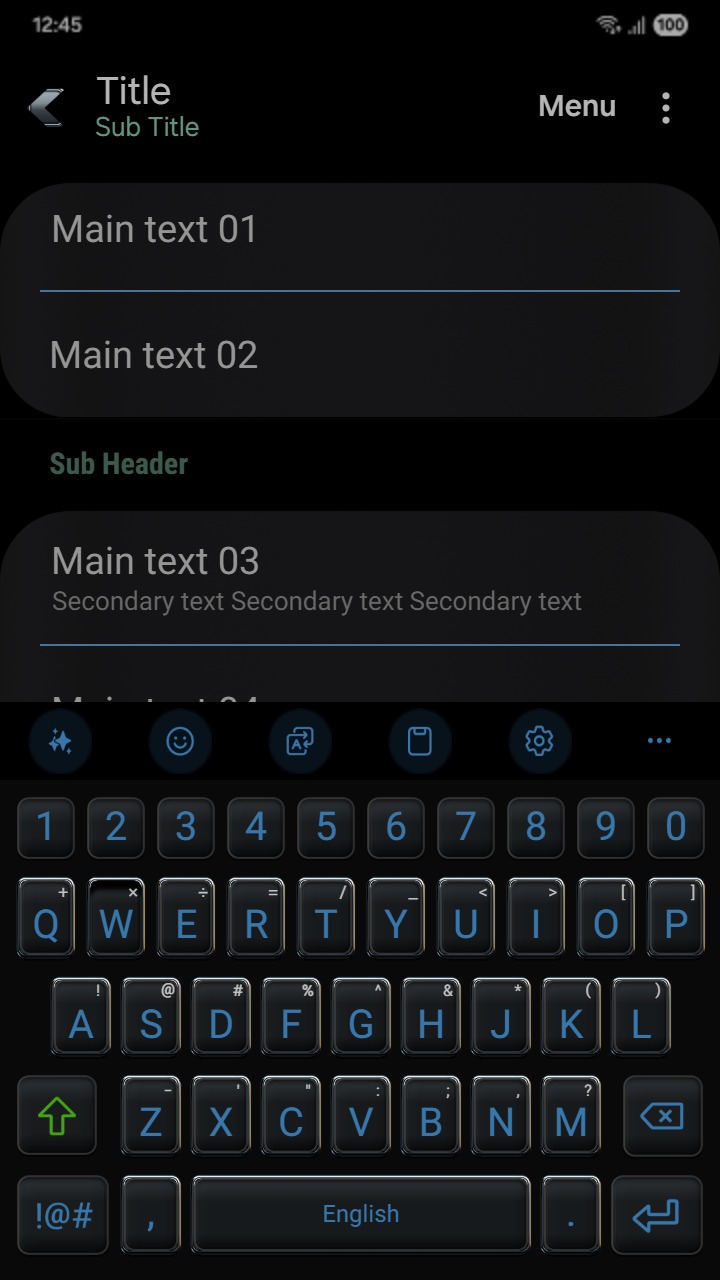 12:45
100
Title
Sub Title
Menu
Main text 01
Main text 02
Sub Header
Main text 03
Secondary text Secondary text Secondary text
1 2 3 4 5 6 7 8 9 0
+ × ÷ = / _ < > [ ]
Q W E R T Y U I O P
! @ # % ^ & * ( )
A S D F G H J K L
- ' " : ; , ?
Z X C V B N M
!@# , English .